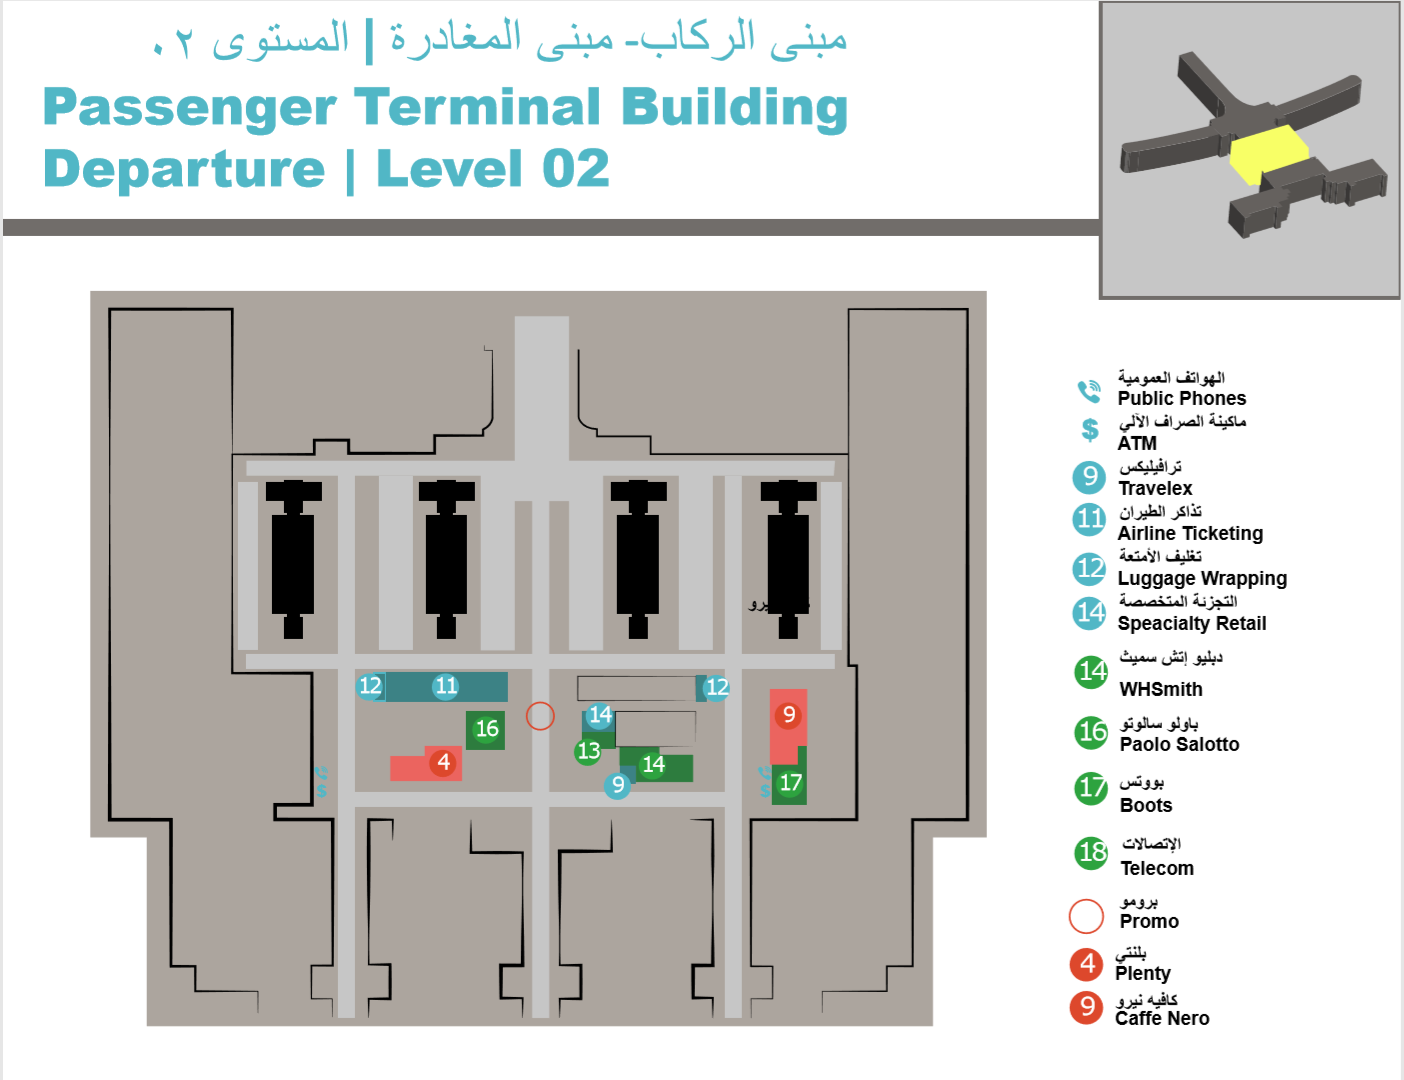 مبنى الركاب- مبنى المغادرة | المستوى ٠٢
Passenger Terminal Building
Departure | Level 02
الهواتف العمومية
Public Phones
$
ماكينة الصراف الآلي
ATM
9
ترافيليكس
Travelex
11
تذاكر الطيران
Airline Ticketing
12
تغليف الأمتعة
Luggage Wrapping
14
التجزئة المتخصصة
Speacialty Retail
14
دبليو إتش سميث
WHSmith
16
باولو سالوتو
Paolo Salotto
17
بووتس
Boots
18
الإتصالات
Telecom
برومو
Promo
4
بلنتي
Plenty
9
كافيه نيرو
Caffe Nero
12
11
12
16
14
9
13
4
14
9
17
$
$